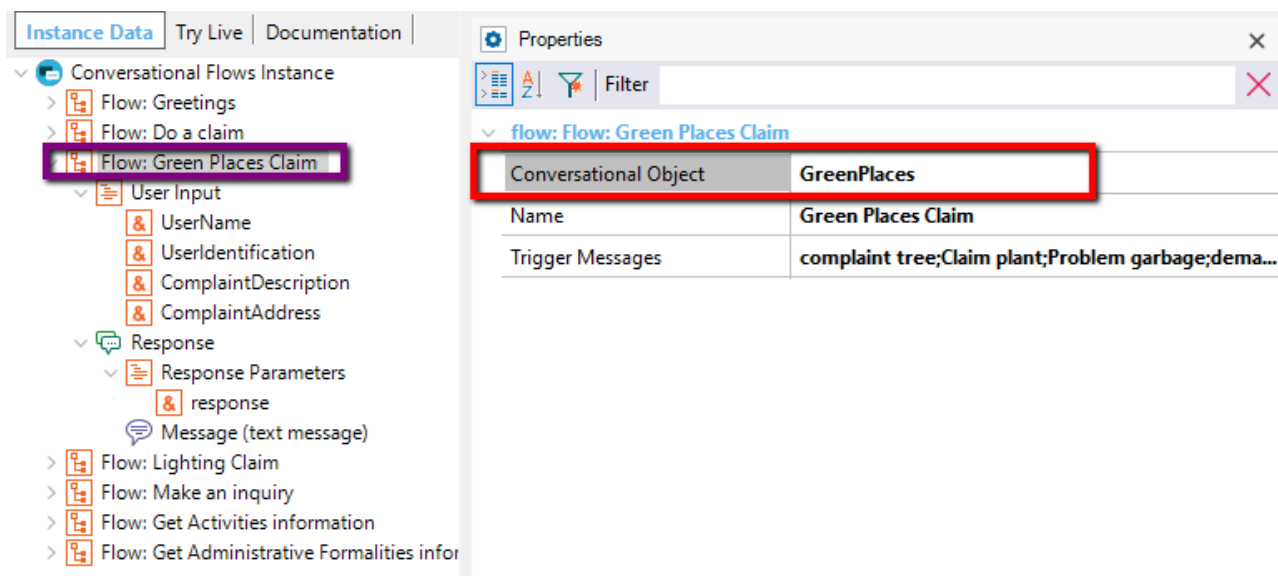 Instance Data Try Live Documentation
Conversational Flows Instance
Flow: Greetings
Flow: Do a claim
Flow: Green Places Claim
User Input
& UserName
& UserIdentification
& ComplaintDescription
& ComplaintAddress
Response
Response Parameters
& response
Message (text message)
Flow: Lighting Claim
Flow: Make an inquiry
Flow: Get Activities information
Flow: Get Administrative Formalities infor
Properties
A Z Filter
flow: Flow: Green Places Claim
Conversational Object GreenPlaces
Name Green Places Claim
Trigger Messages complaint tree;Claim plant;Problem garbage;dema...